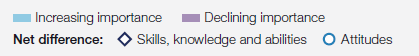 Increasing importance Declining importance
Net difference: Skills, knowledge and abilities Attitudes